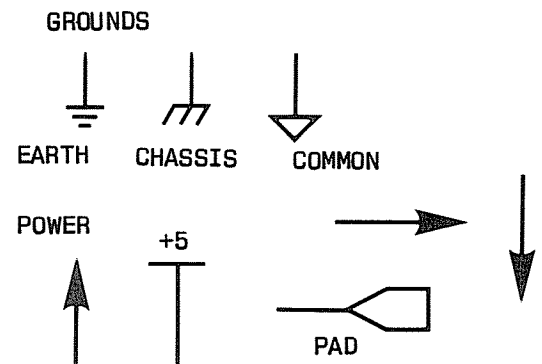 GROUNDS
EARTH CHASSIS COMMON
POWER
+5
PAD